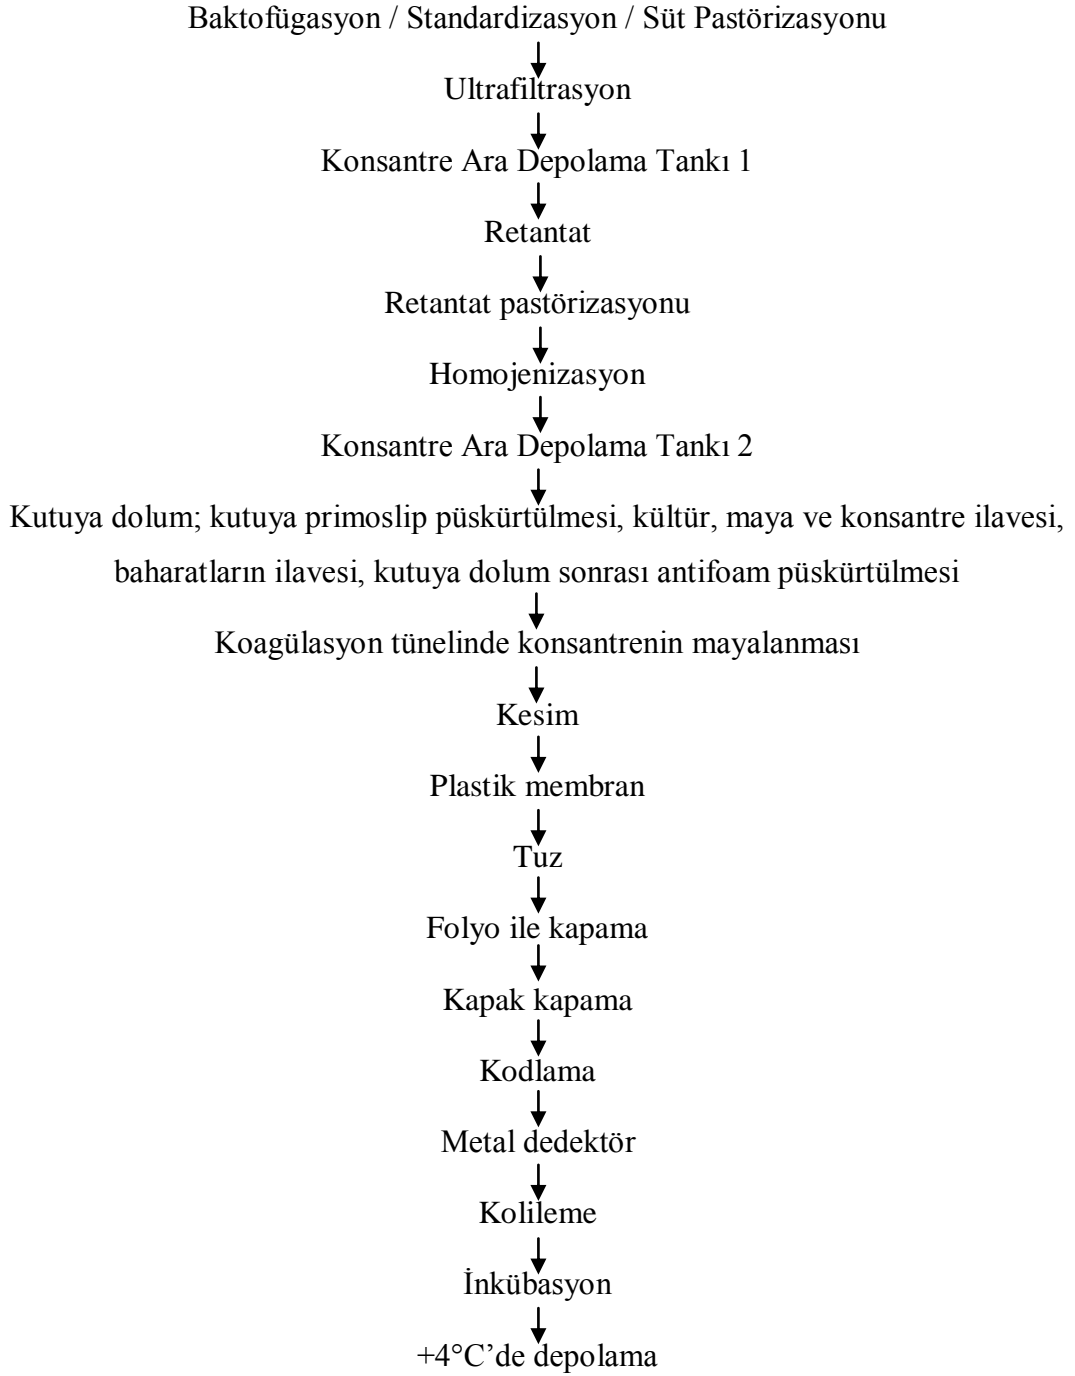 Baktofügasyon / Standardizasyon / Süt Pastörizasyonu
Ultrafiltrasyon
Konsantre Ara Depolama Tankı 1
Retantat
Retantat pastörizasyonu
Homojenizasyon
Konsantre Ara Depolama Tankı 2
Kutuya dolum; kutuya primoslip püskürtülmesi, kültür, maya ve konsantre ilavesi,
baharatların ilavesi, kutuya dolum sonrası antifoam püskürtülmesi
Koagülasyon tünelinde konsantrenin mayalanması
Kesim
Plastik membran
Tuz
Folyo ile kapama
Kapak kapama
Kodlama
Metal dedektör
Kolileme
İnkübasyon
+4°C’de depolama